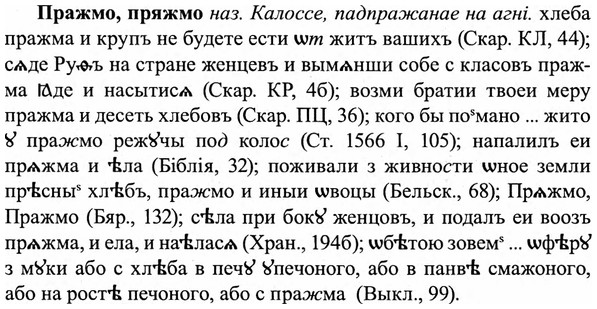 Пражмо, пряжмо наз. Калоссе, падпражанае на агні. хлеба
пражма и крупъ не будете ести ѡт житъ вашихъ (Скар. КЛ, 44);
сѧде Руѳъ на стране женцевъ и вымѧнши собе с класовъ праж-
ма ꙗде и насытисѧ (Скар. КР, 4б); возми братии твоеи меру
пражма и десеть хлебовъ (Скар. ПЦ, 36); кого бы поˢмано ... жито
ꙋ пражмо режꙋчы под колос (Ст. 1566 I, 105); напалилъ еи
прѧжма и ѣла (Біблія, 32); поживали з живности ѡное земли
прѣсныˢ хлѣбъ, пражмо и иныи ѡвоцы (Бельск., 68); Прѧжмо,
Пражмо (Бяр., 132); сѣла при бокꙋ женцовъ, и подалъ еи воозъ
прѧжма, и ела, и наѣласѧ (Хран., 194б); ѡбѣтою зовемˢ ... ѡфѣрꙋ
з мꙋки або с хлѣба в печꙋ ꙋпечоного, або в панвѣ смажоного,
або на ростѣ печоного, або с пражма (Выкл., 99).